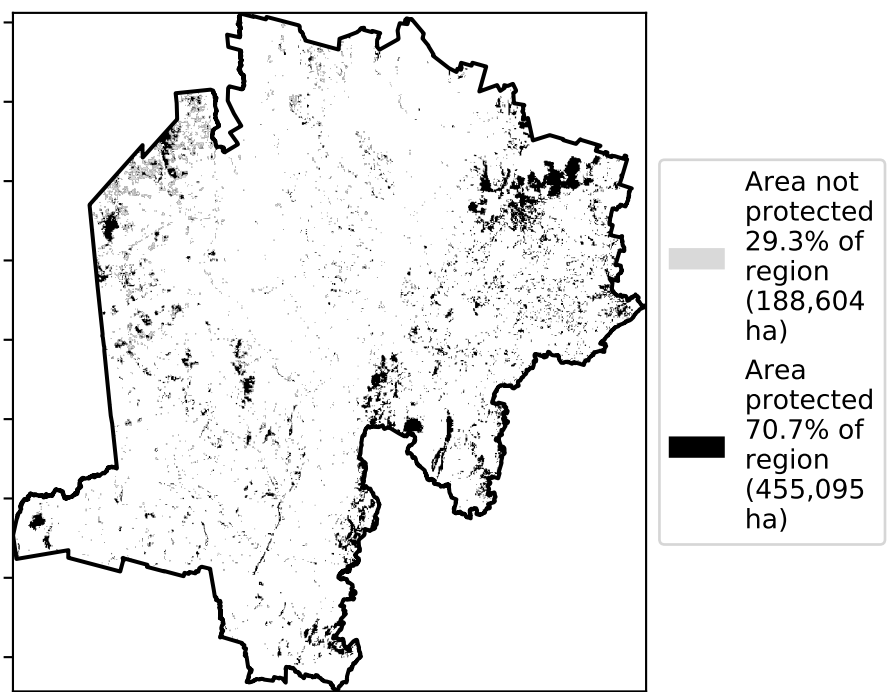 Area not
protected
29.3% of
region
(188,604
ha)
Area
protected
70.7% of
region
(455,095
ha)